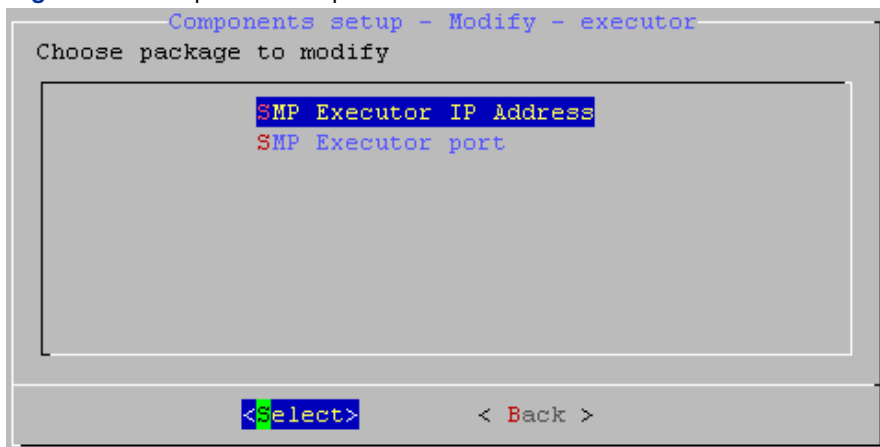 Components setup - Modify - executor
Choose package to modify
SMP Executor IP Address
SMP Executor port
<Select> < Back >